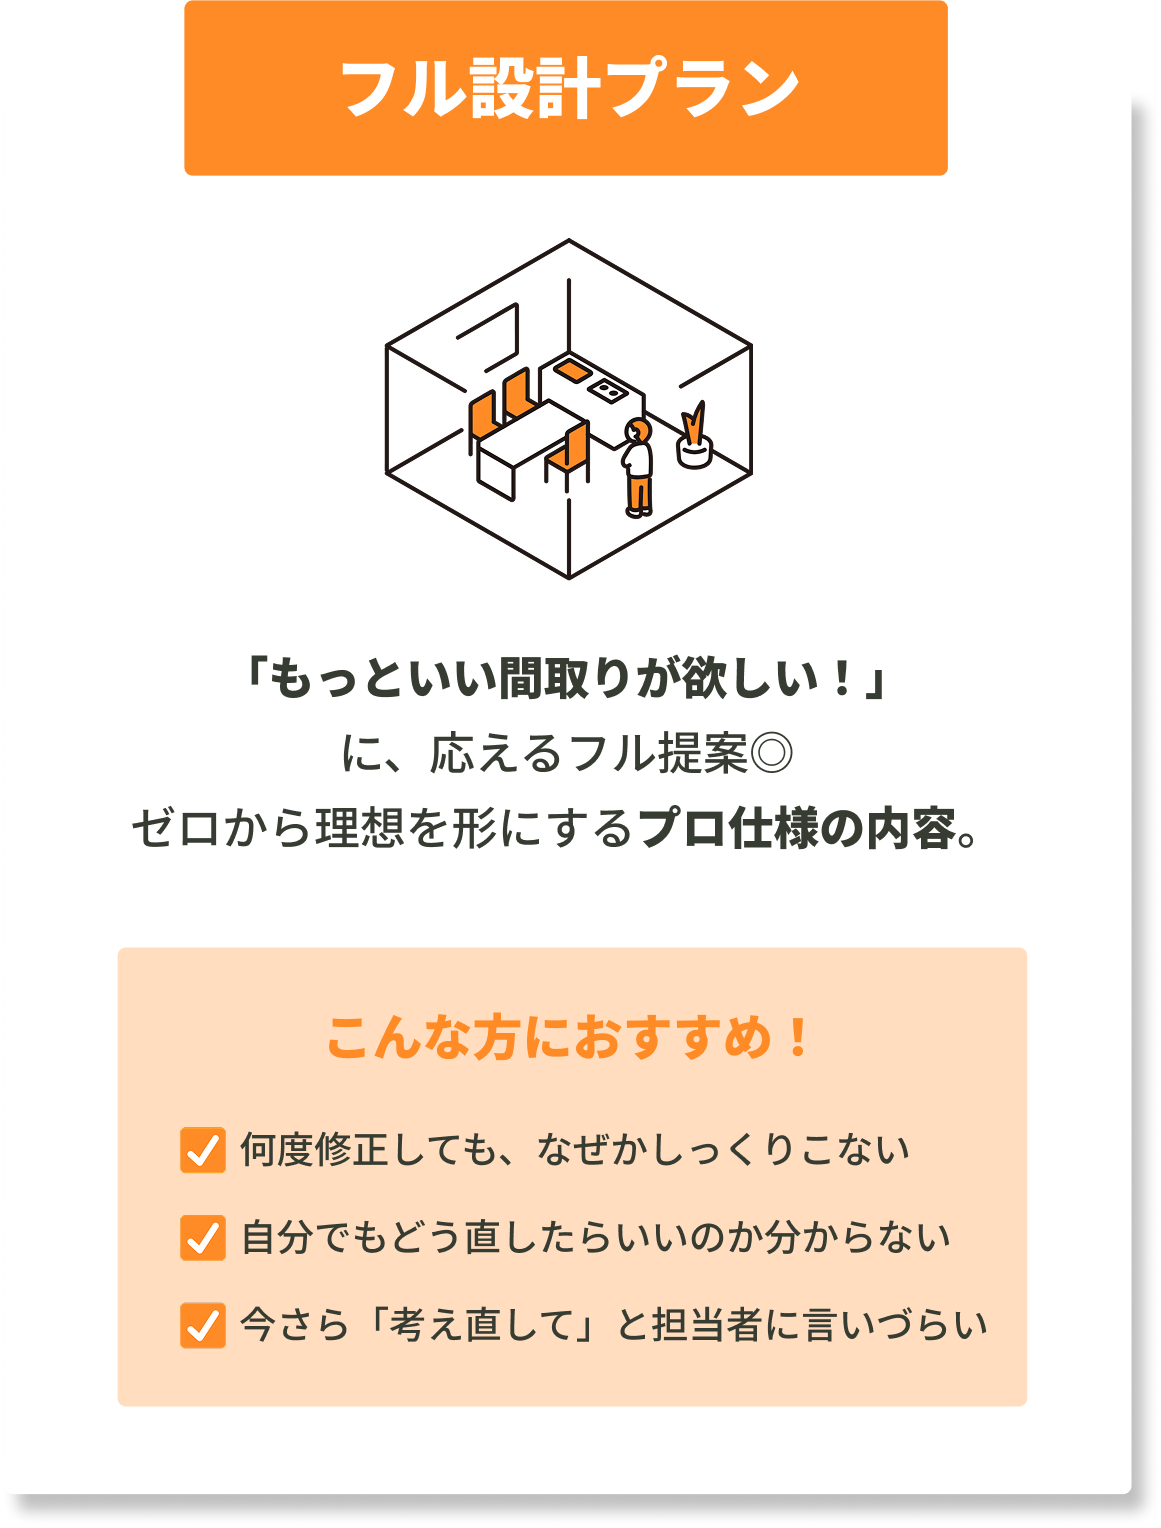 フル設計プラン
「もっといい間取りが欲しい！」
に、応えるフル提案◎
ゼロから理想を形にするプロ仕様の内容。
こんな方におすすめ！
何度修正しても、なぜかしっくりこない
自分でもどう直したらいいのか分からない
今さら「考え直して」と担当者に言いづらい